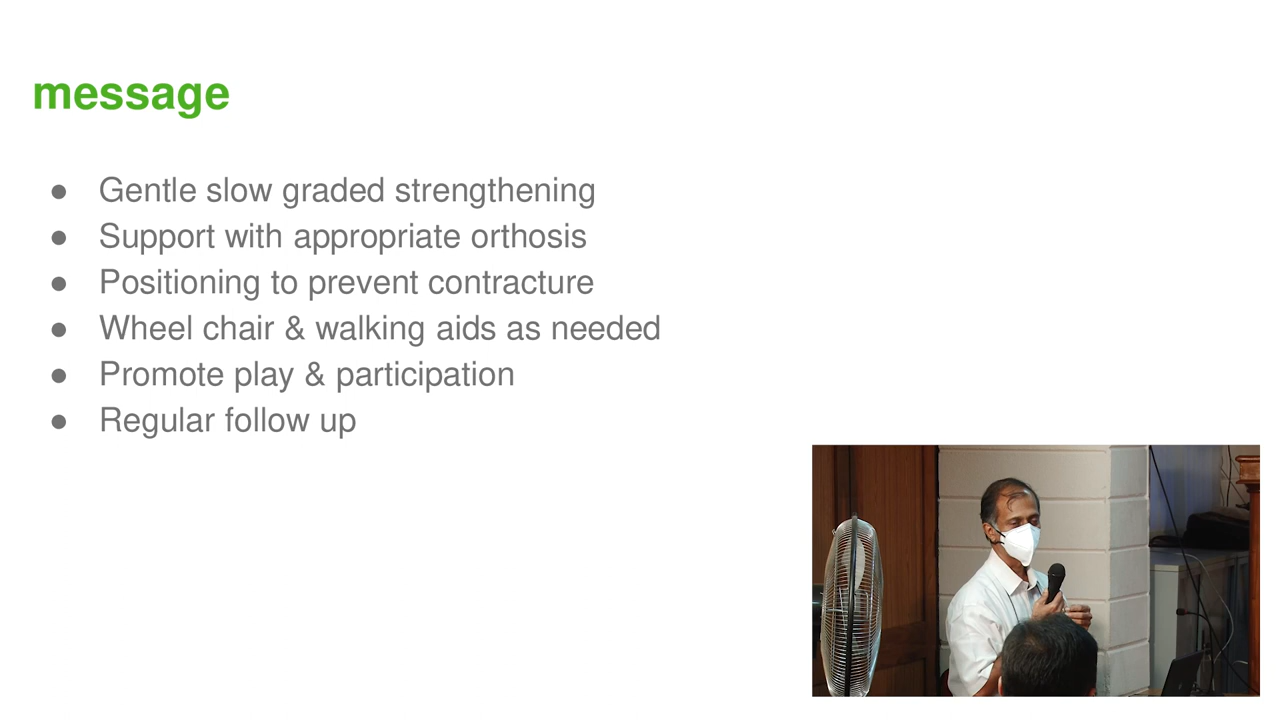 message
● Gentle slow graded strengthening
● Support with appropriate orthosis
● Positioning to prevent contracture
● Wheel chair & walking aids as needed
● Promote play & participation
● Regular follow up